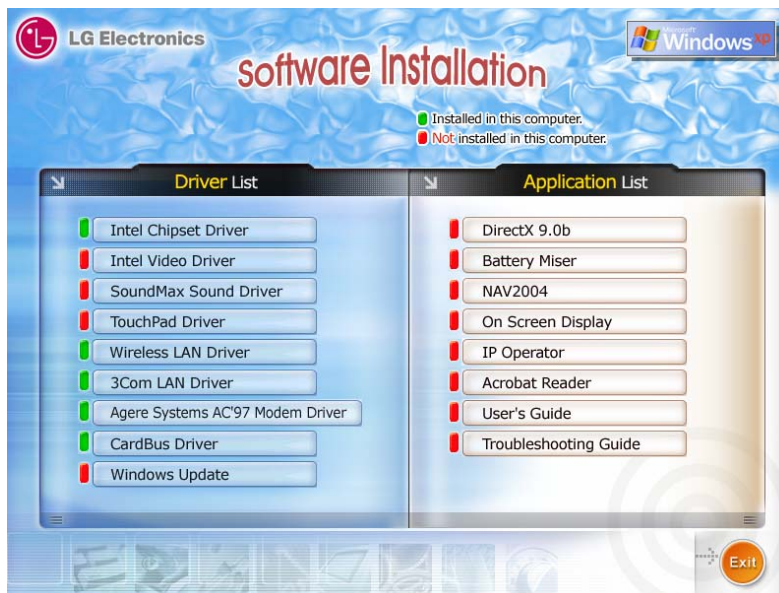 LG Electronics
Microsoft
Windows xp
Software Installation
Installed in this computer.
Not installed in this computer.
Driver List
Intel Chipset Driver
Intel Video Driver
SoundMax Sound Driver
TouchPad Driver
Wireless LAN Driver
3Com LAN Driver
Agere Systems AC'97 Modem Driver
CardBus Driver
Windows Update
Application List
DirectX 9.0b
Battery Miser
NAV2004
On Screen Display
IP Operator
Acrobat Reader
User's Guide
Troubleshooting Guide
Exit